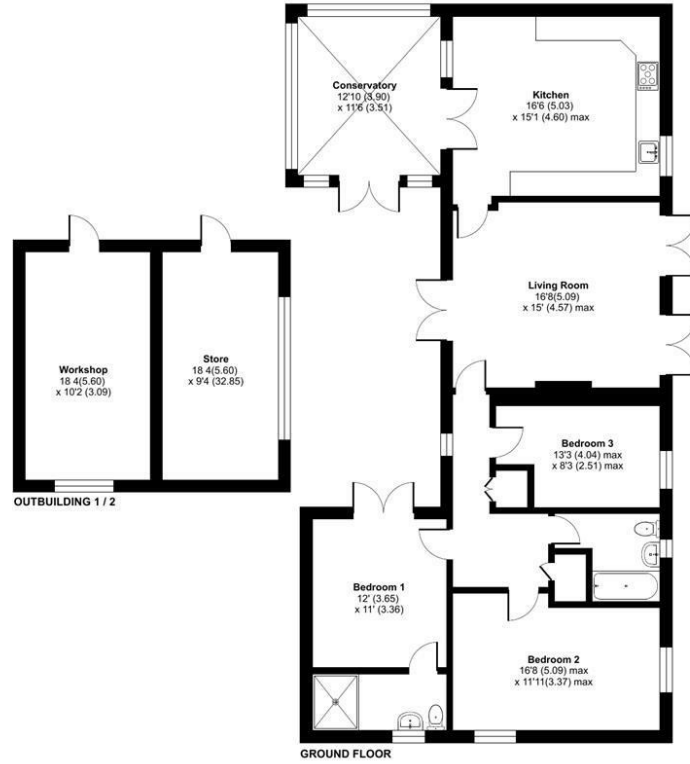 Conservatory
12'10 (3.90)
x 11'6 (3.51)
Kitchen
16'6 (5.03)
x 15'1 (4.60) max
Living Room
16'8(5.09)
x 15' (4.57) max
Workshop
18 4(5.60)
x 10'2 (3.09)
Store
18 4(5.60)
x 9'4 (32.85)
OUTBUILDING 1 / 2
Bedroom 3
13'3 (4.04) max
x 8'3 (2.51) max
Bedroom 1
12' (3.65)
x 11' (3.36)
Bedroom 2
16'8 (5.09) max
x 11'11(3.37) max
GROUND FLOOR